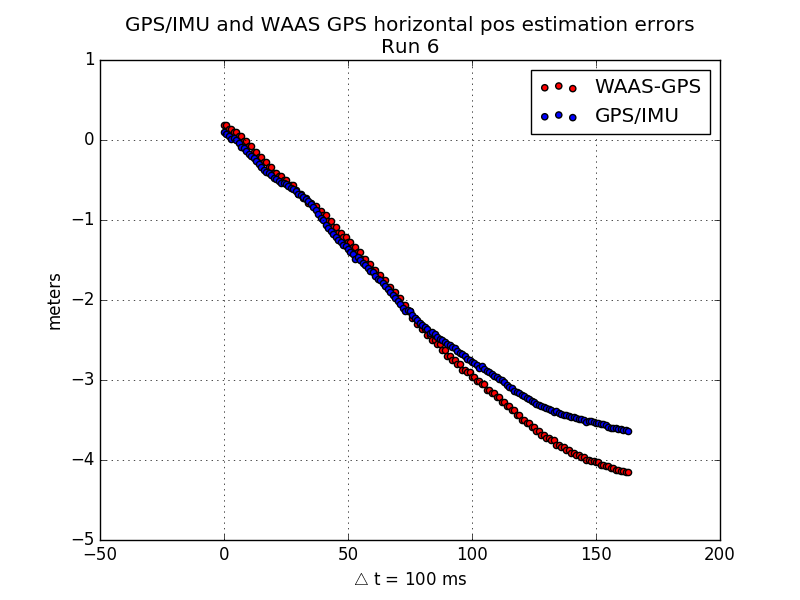 GPS/IMU and WAAS GPS horizontal pos estimation errors
Run 6
WAAS-GPS
GPS/IMU
1
0
−1
−2
−3
−4
−5
meters
−50 0 50 100 150 200
△ t = 100 ms